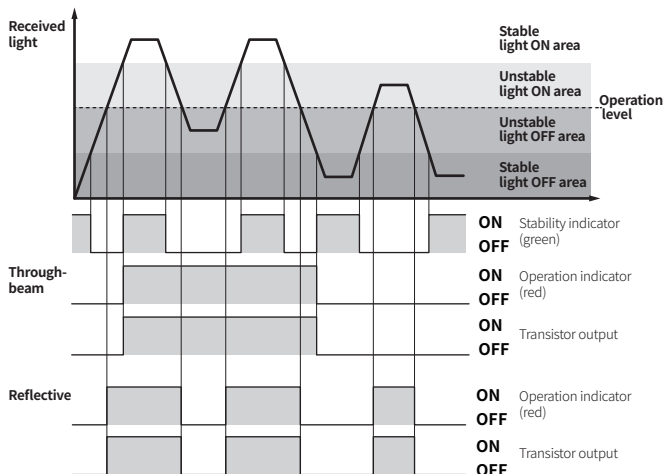 Received
light
Stable
light ON area
Unstable
light ON area
Operation
level
Unstable
light OFF area
Stable
light OFF area
ON
OFF
Stability indicator
(green)
Through-
beam
ON
OFF
Operation indicator
(red)
ON
OFF
Transistor output
Reflective
ON
OFF
Operation indicator
(red)
ON
OFF
Transistor output